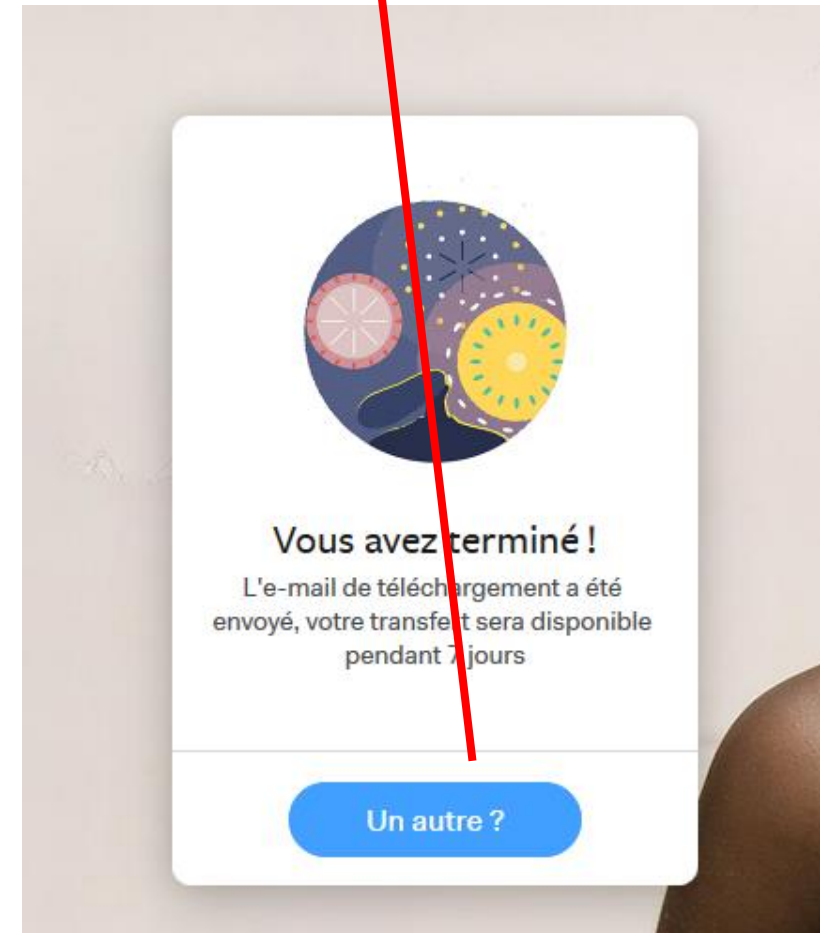 Vous avez terminé !
L'e-mail de téléchargement a été
envoyé, votre transfert sera disponible
pendant 7 jours
Un autre ?